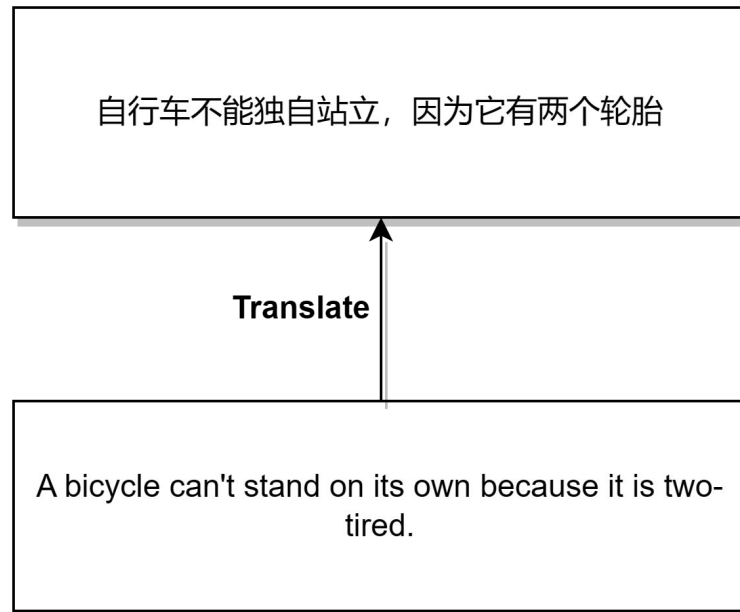 自行车不能独自站立，因为它有两个轮胎
Translate
A bicycle can't stand on its own because it is two-
tired.